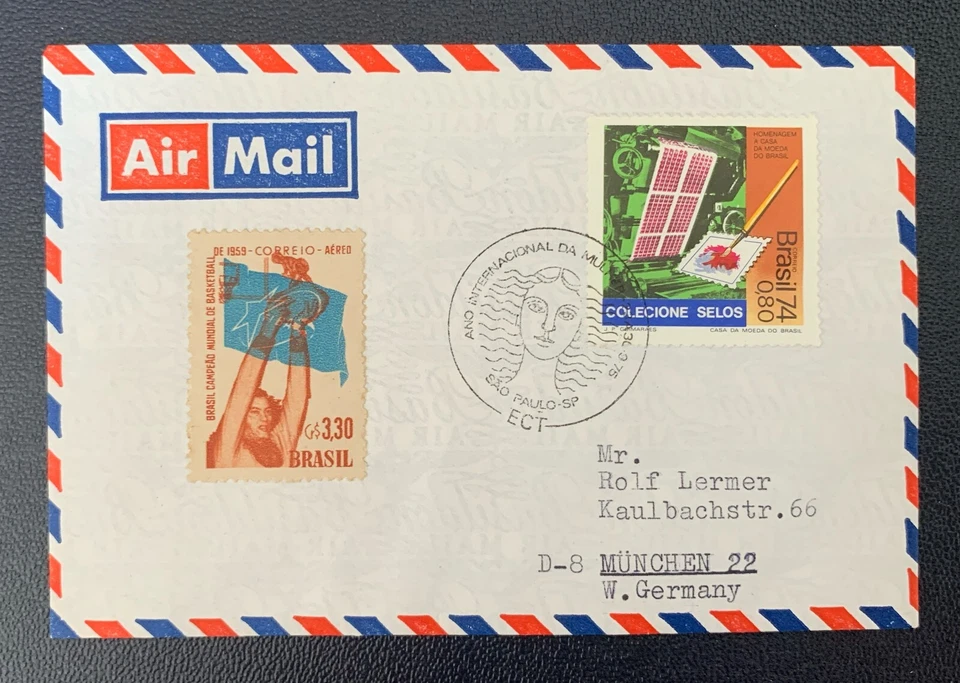 Air Mail
BRASIL CAMPEÃO MUNDIAL DE BASKETBALL
DE 1959 - CORREIO - AÉREO
G$ 3,30
BRASIL
ANO INTERNACIONAL DA
SÃO PAULO-SP
ECT
HOMENAGEM
À CASA
DA MOEDA
DO BRASIL
Brasil 74
CORREIO
0,80
COLECIONE SELOS
J. P. GUIMARÃES
CASA DA MOEDA DO BRASIL
Mr.
Rolf Lermer
Kaulbachstr.66
D-8 MÜNCHEN 22
W.Germany